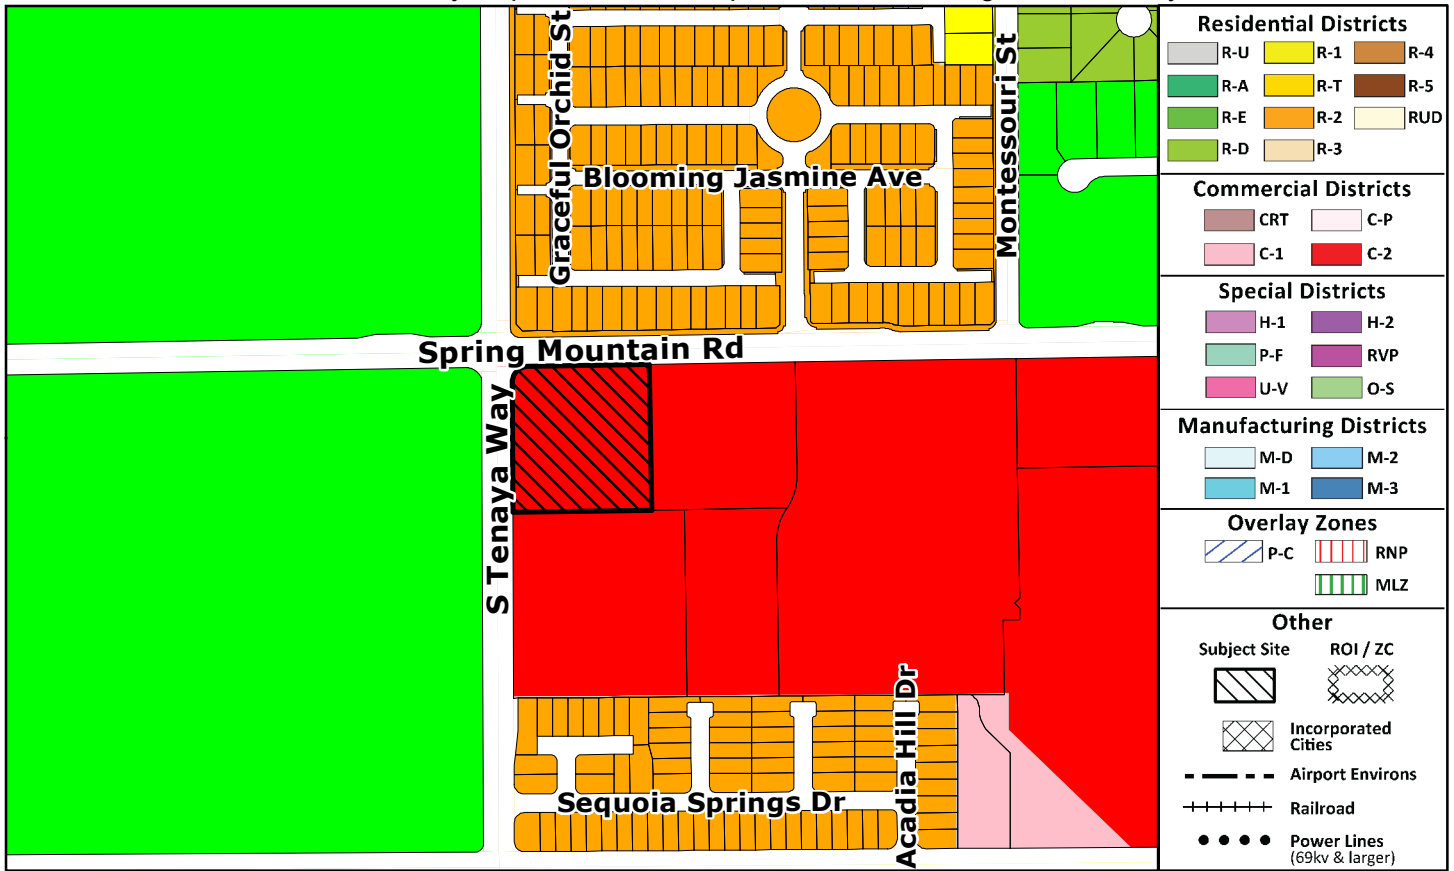 Graceful Orchid St
Blooming Jasmine Ave
Montessouri St
Spring Mountain Rd
S Tenaya Way
Sequoia Springs Dr
Acadia Hill Dr
Residential Districts
R-U
R-1
R-4
R-A
R-T
R-5
R-E
R-2
RUD
R-D
R-3
Commercial Districts
CRT
C-P
C-1
C-2
Special Districts
H-1
H-2
P-F
RVP
U-V
O-S
Manufacturing Districts
M-D
M-2
M-1
M-3
Overlay Zones
P-C
RNP
MLZ
Other
Subject Site
ROI / ZC
Incorporated
Cities
Airport Environs
Railroad
Power Lines
(69kv & larger)